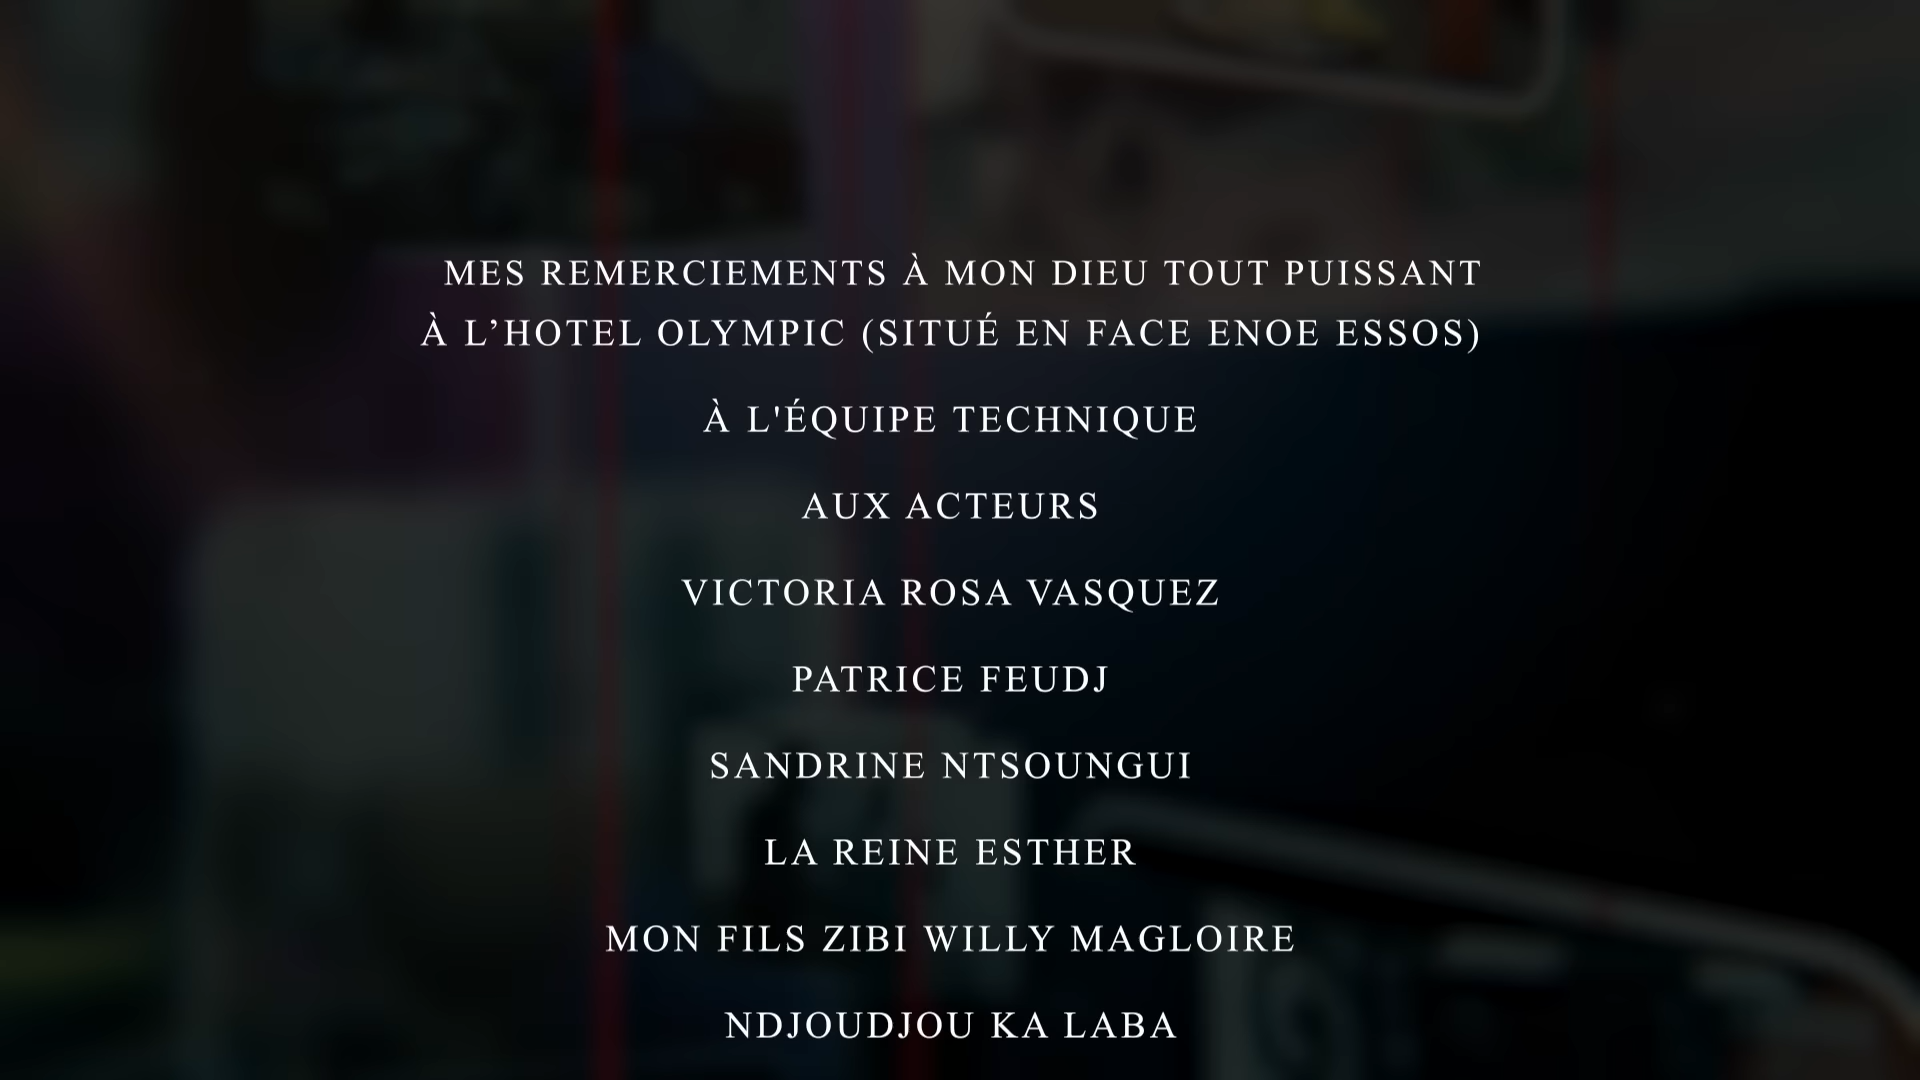 MES REMERCIEMENTS À MON DIEU TOUT PUISSANT
À L’HOTEL OLYMPIC (SITUÉ EN FACE ENOE ESSOS)
À L'ÉQUIPE TECHNIQUE
AUX ACTEURS
VICTORIA ROSA VASQUEZ
PATRICE FEUDJ
SANDRINE NTSOUNGUI
LA REINE ESTHER
MON FILS ZIBI WILLY MAGLOIRE
NDJOUDJOU KA LABA